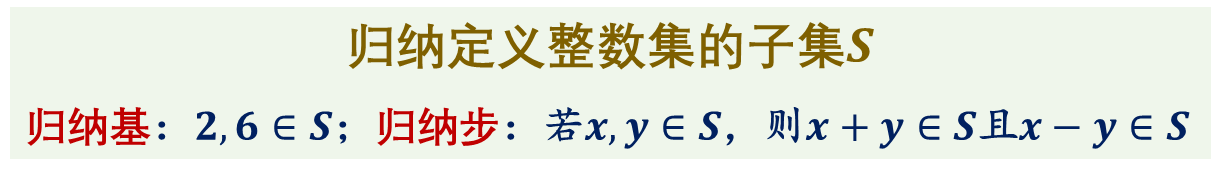 归纳定义整数集的子集S
归纳基：2, 6 ∈ S；归纳步：若x, y ∈ S，则x + y ∈ S且x − y ∈ S